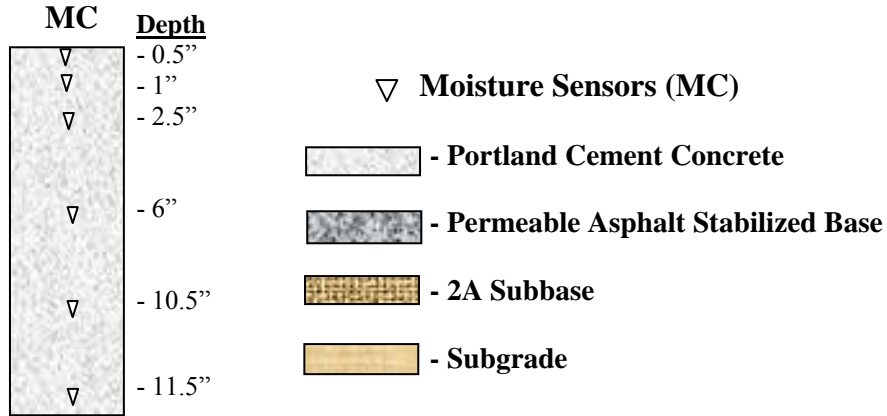 MC
Depth
- 0.5”
- 1”
- 2.5”
- 6”
- 10.5”
- 11.5”
Moisture Sensors (MC)
- Portland Cement Concrete
- Permeable Asphalt Stabilized Base
- 2A Subbase
- Subgrade